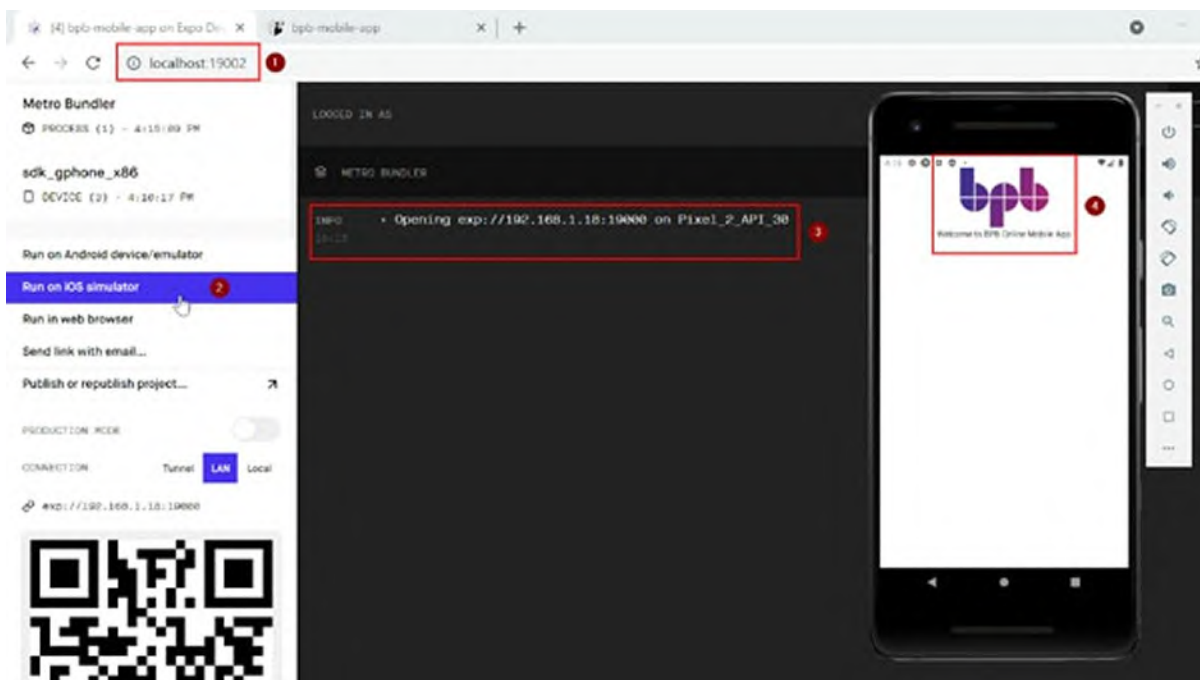 (4) bpb-mobile-app on Expo De
bpb-mobile-app
localhost:19002
1
Metro Bundler
PROCESS (1) - 4:15:09 PM
sdk_gphone_x86
DEVICE (2) - 4:10:17 PM
Run on Android device/emulator
Run on iOS simulator
2
Run in web browser
Send link with email...
Publish or republish project...
PRODUCTION MODE
CONNECTION
Tunnel
LAN
Local
exp://192.168.1.18:19000
LOGGED IN AS
METRO BUNDLER
INFO
• Opening exp://192.168.1.18:19000 on Pixel_2_API_30
3
bpb
Welcome to BPB Online Mobile App
4